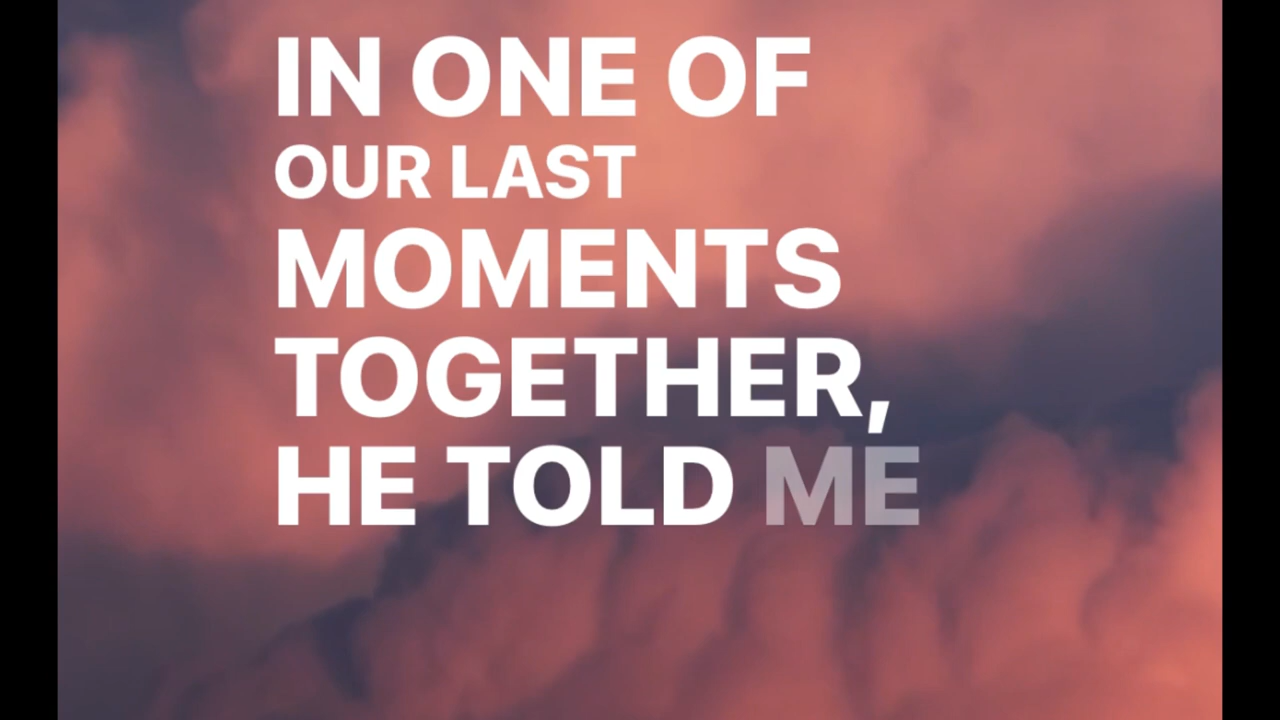 IN ONE OF
OUR LAST
MOMENTS
TOGETHER,
HE TOLD ME